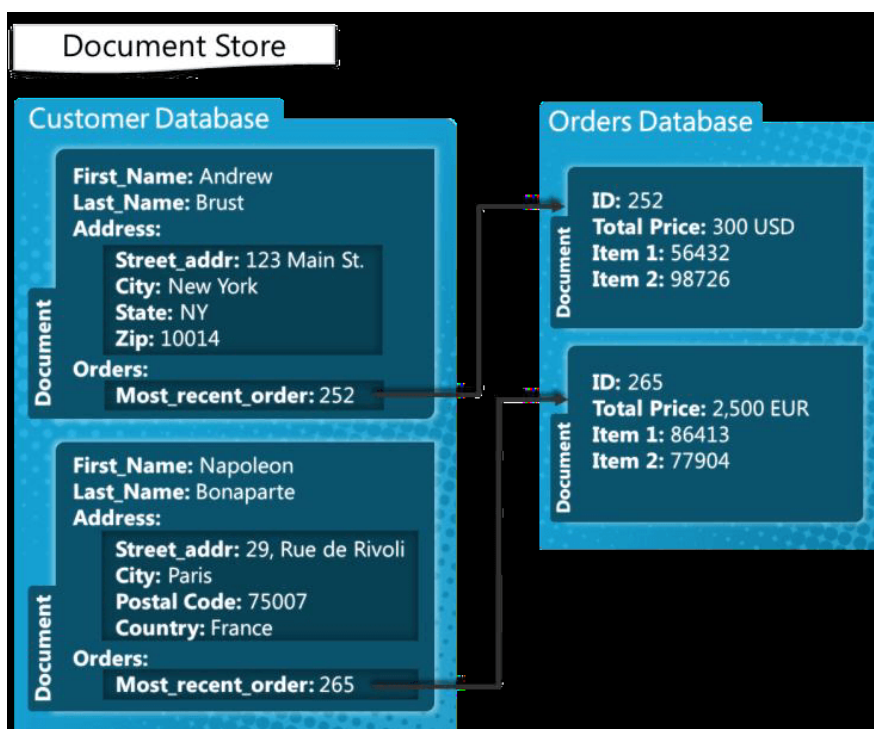 Document Store
Customer Database
Document
First_Name: Andrew
Last_Name: Brust
Address:
Street_addr: 123 Main St.
City: New York
State: NY
Zip: 10014
Orders:
Most_recent_order: 252
Document
First_Name: Napoleon
Last_Name: Bonaparte
Address:
Street_addr: 29, Rue de Rivoli
City: Paris
Postal Code: 75007
Country: France
Orders:
Most_recent_order: 265
Orders Database
Document
ID: 252
Total Price: 300 USD
Item 1: 56432
Item 2: 98726
Document
ID: 265
Total Price: 2,500 EUR
Item 1: 86413
Item 2: 77904